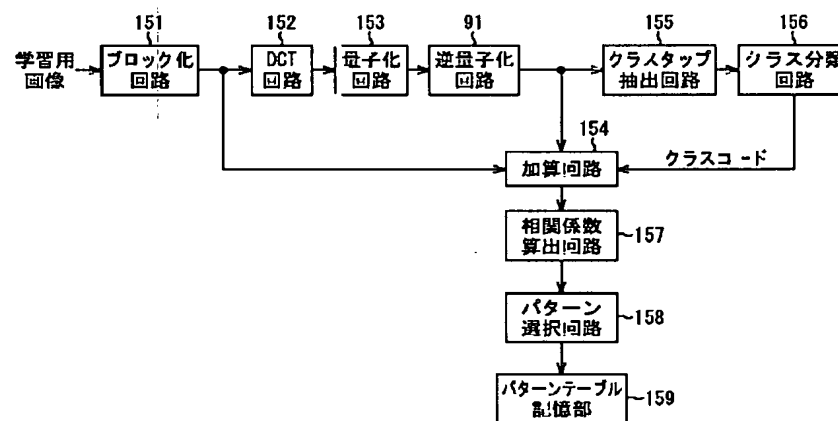 151
152
153
91
155
156
学習用
画像
ブロック化
回路
DCT
回路
量子化
回路
逆量子化
回路
クラスタップ
抽出回路
クラス分類
回路
154
加算回路
クラスコード
相関係数
算出回路
157
パターン
選択回路
158
パターンテーブル
記憶部
159